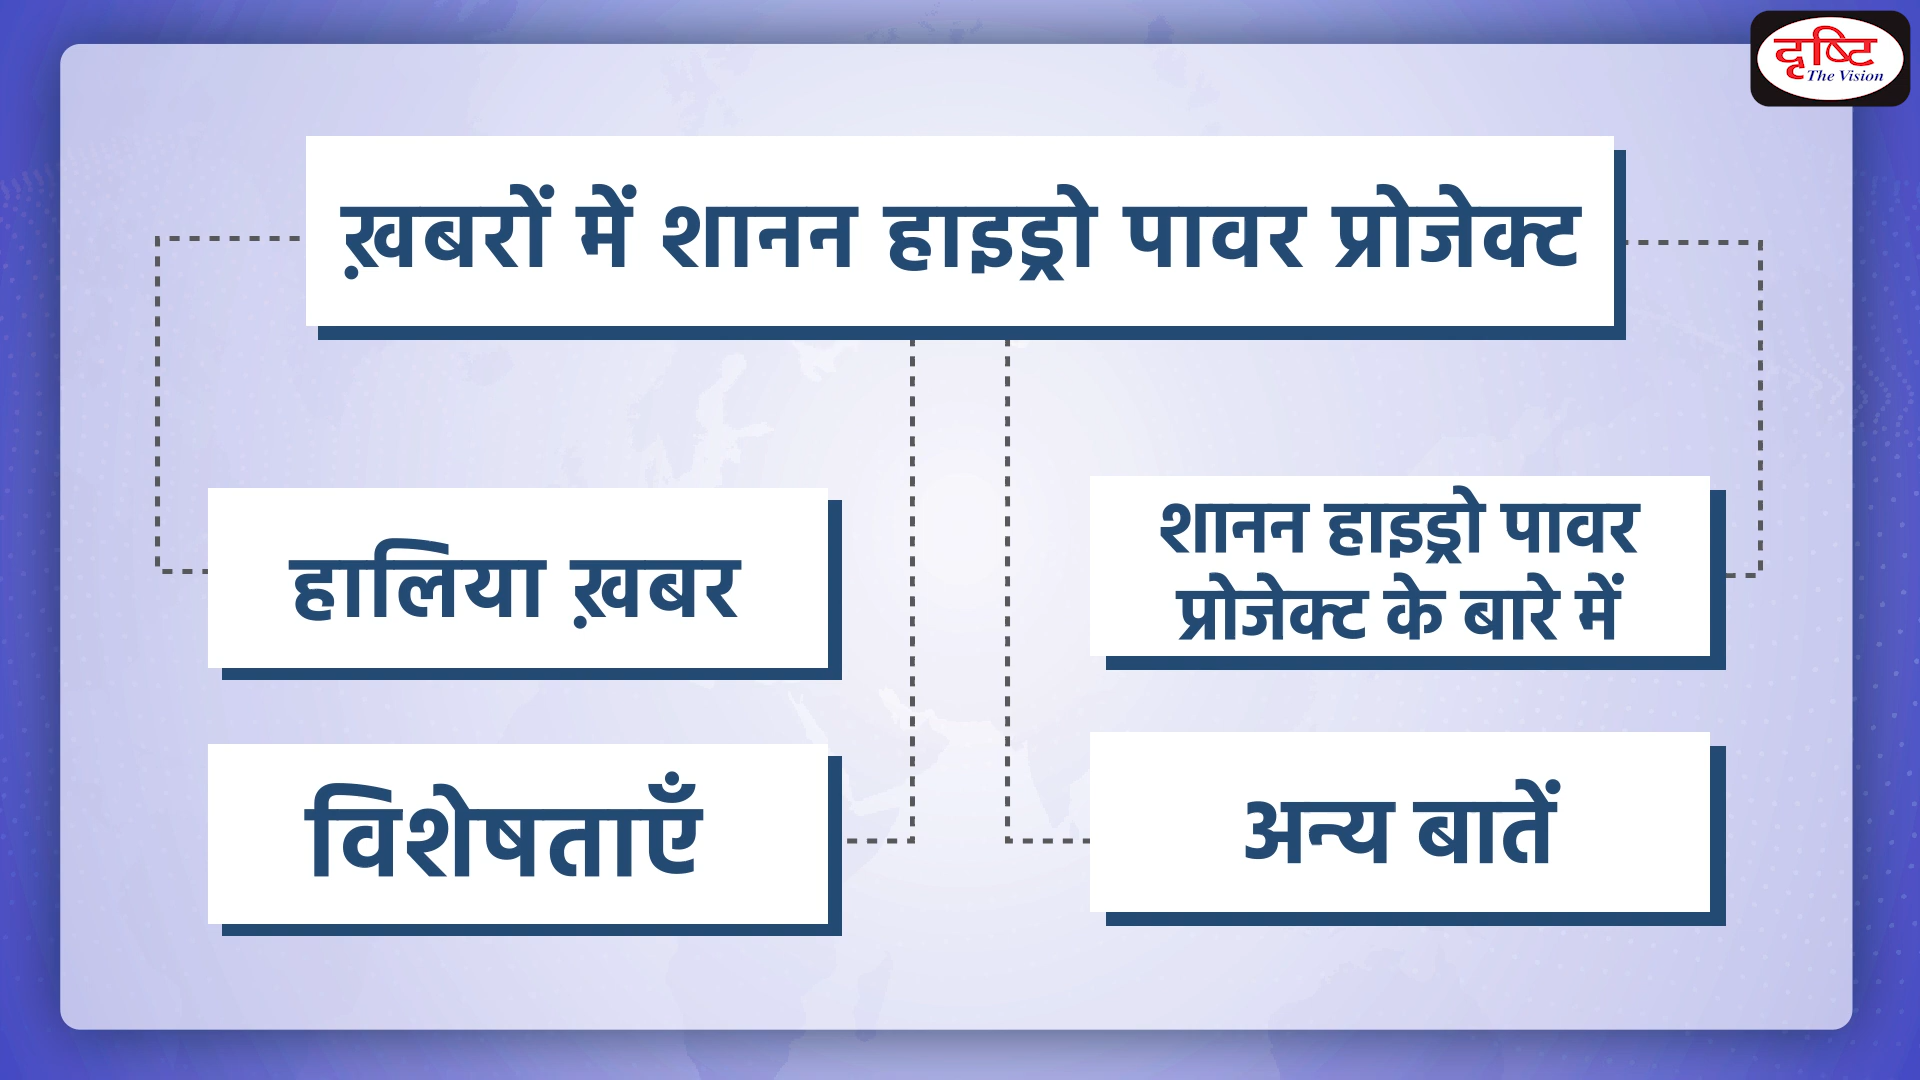 दृष्टि
The Vision
ख़बरों में शानन हाइड्रो पावर प्रोजेक्ट
हालिया ख़बर
शानन हाइड्रो पावर
प्रोजेक्ट के बारे में
विशेषताएँ
अन्य बातें